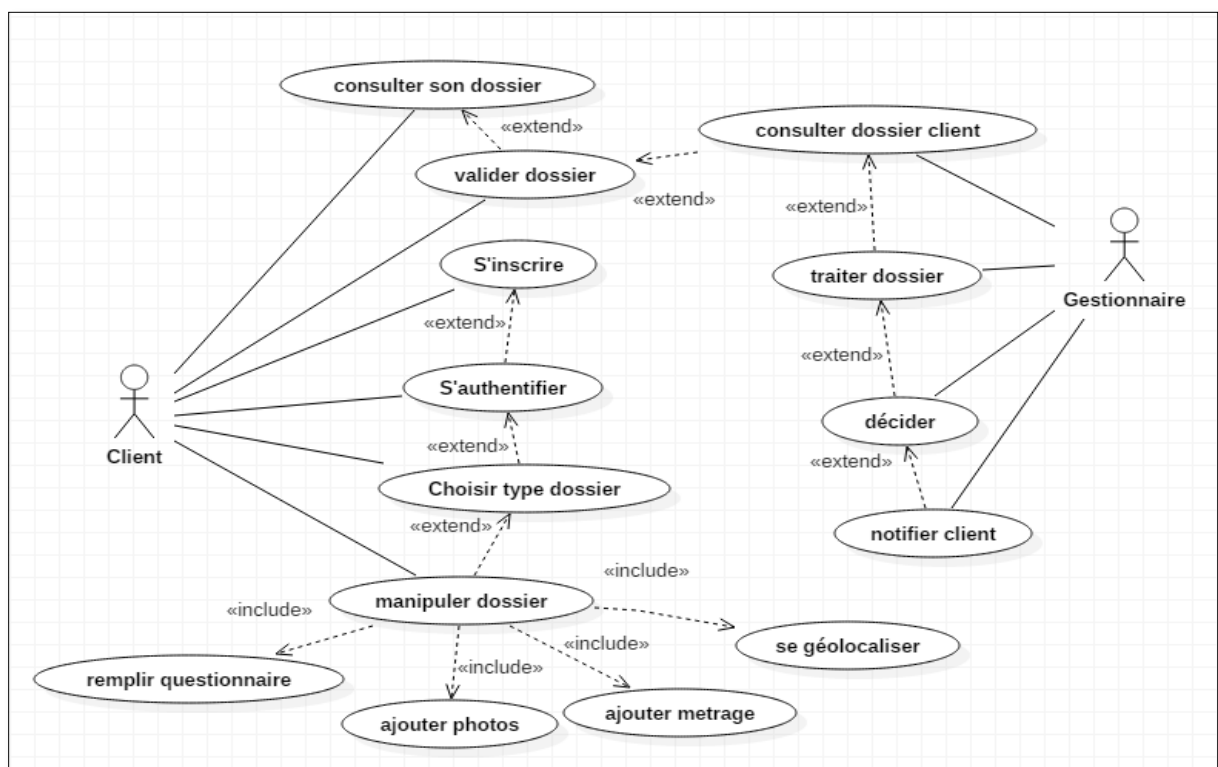 consulter son dossier
«extend»
consulter dossier client
valider dossier
«extend»
«extend»
S'inscrire
traiter dossier
Gestionnaire
«extend»
«extend»
S'authentifier
décider
«extend»
Client
«extend»
Choisir type dossier
«extend»
notifier client
«include»
manipuler dossier
«include»
«include»
se géolocaliser
«include»
remplir questionnaire
ajouter metrage
ajouter photos